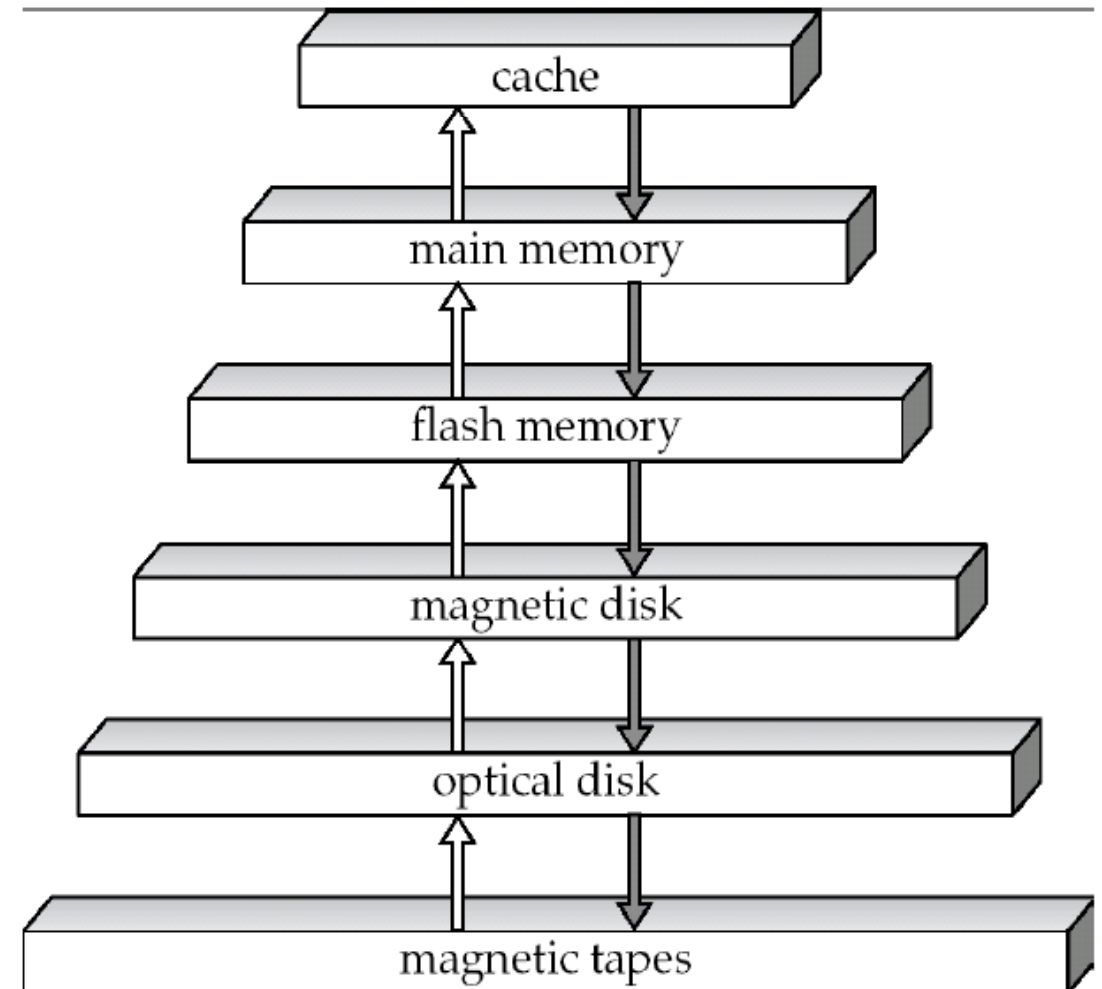 cache
main memory
flash memory
magnetic disk
optical disk
magnetic tapes